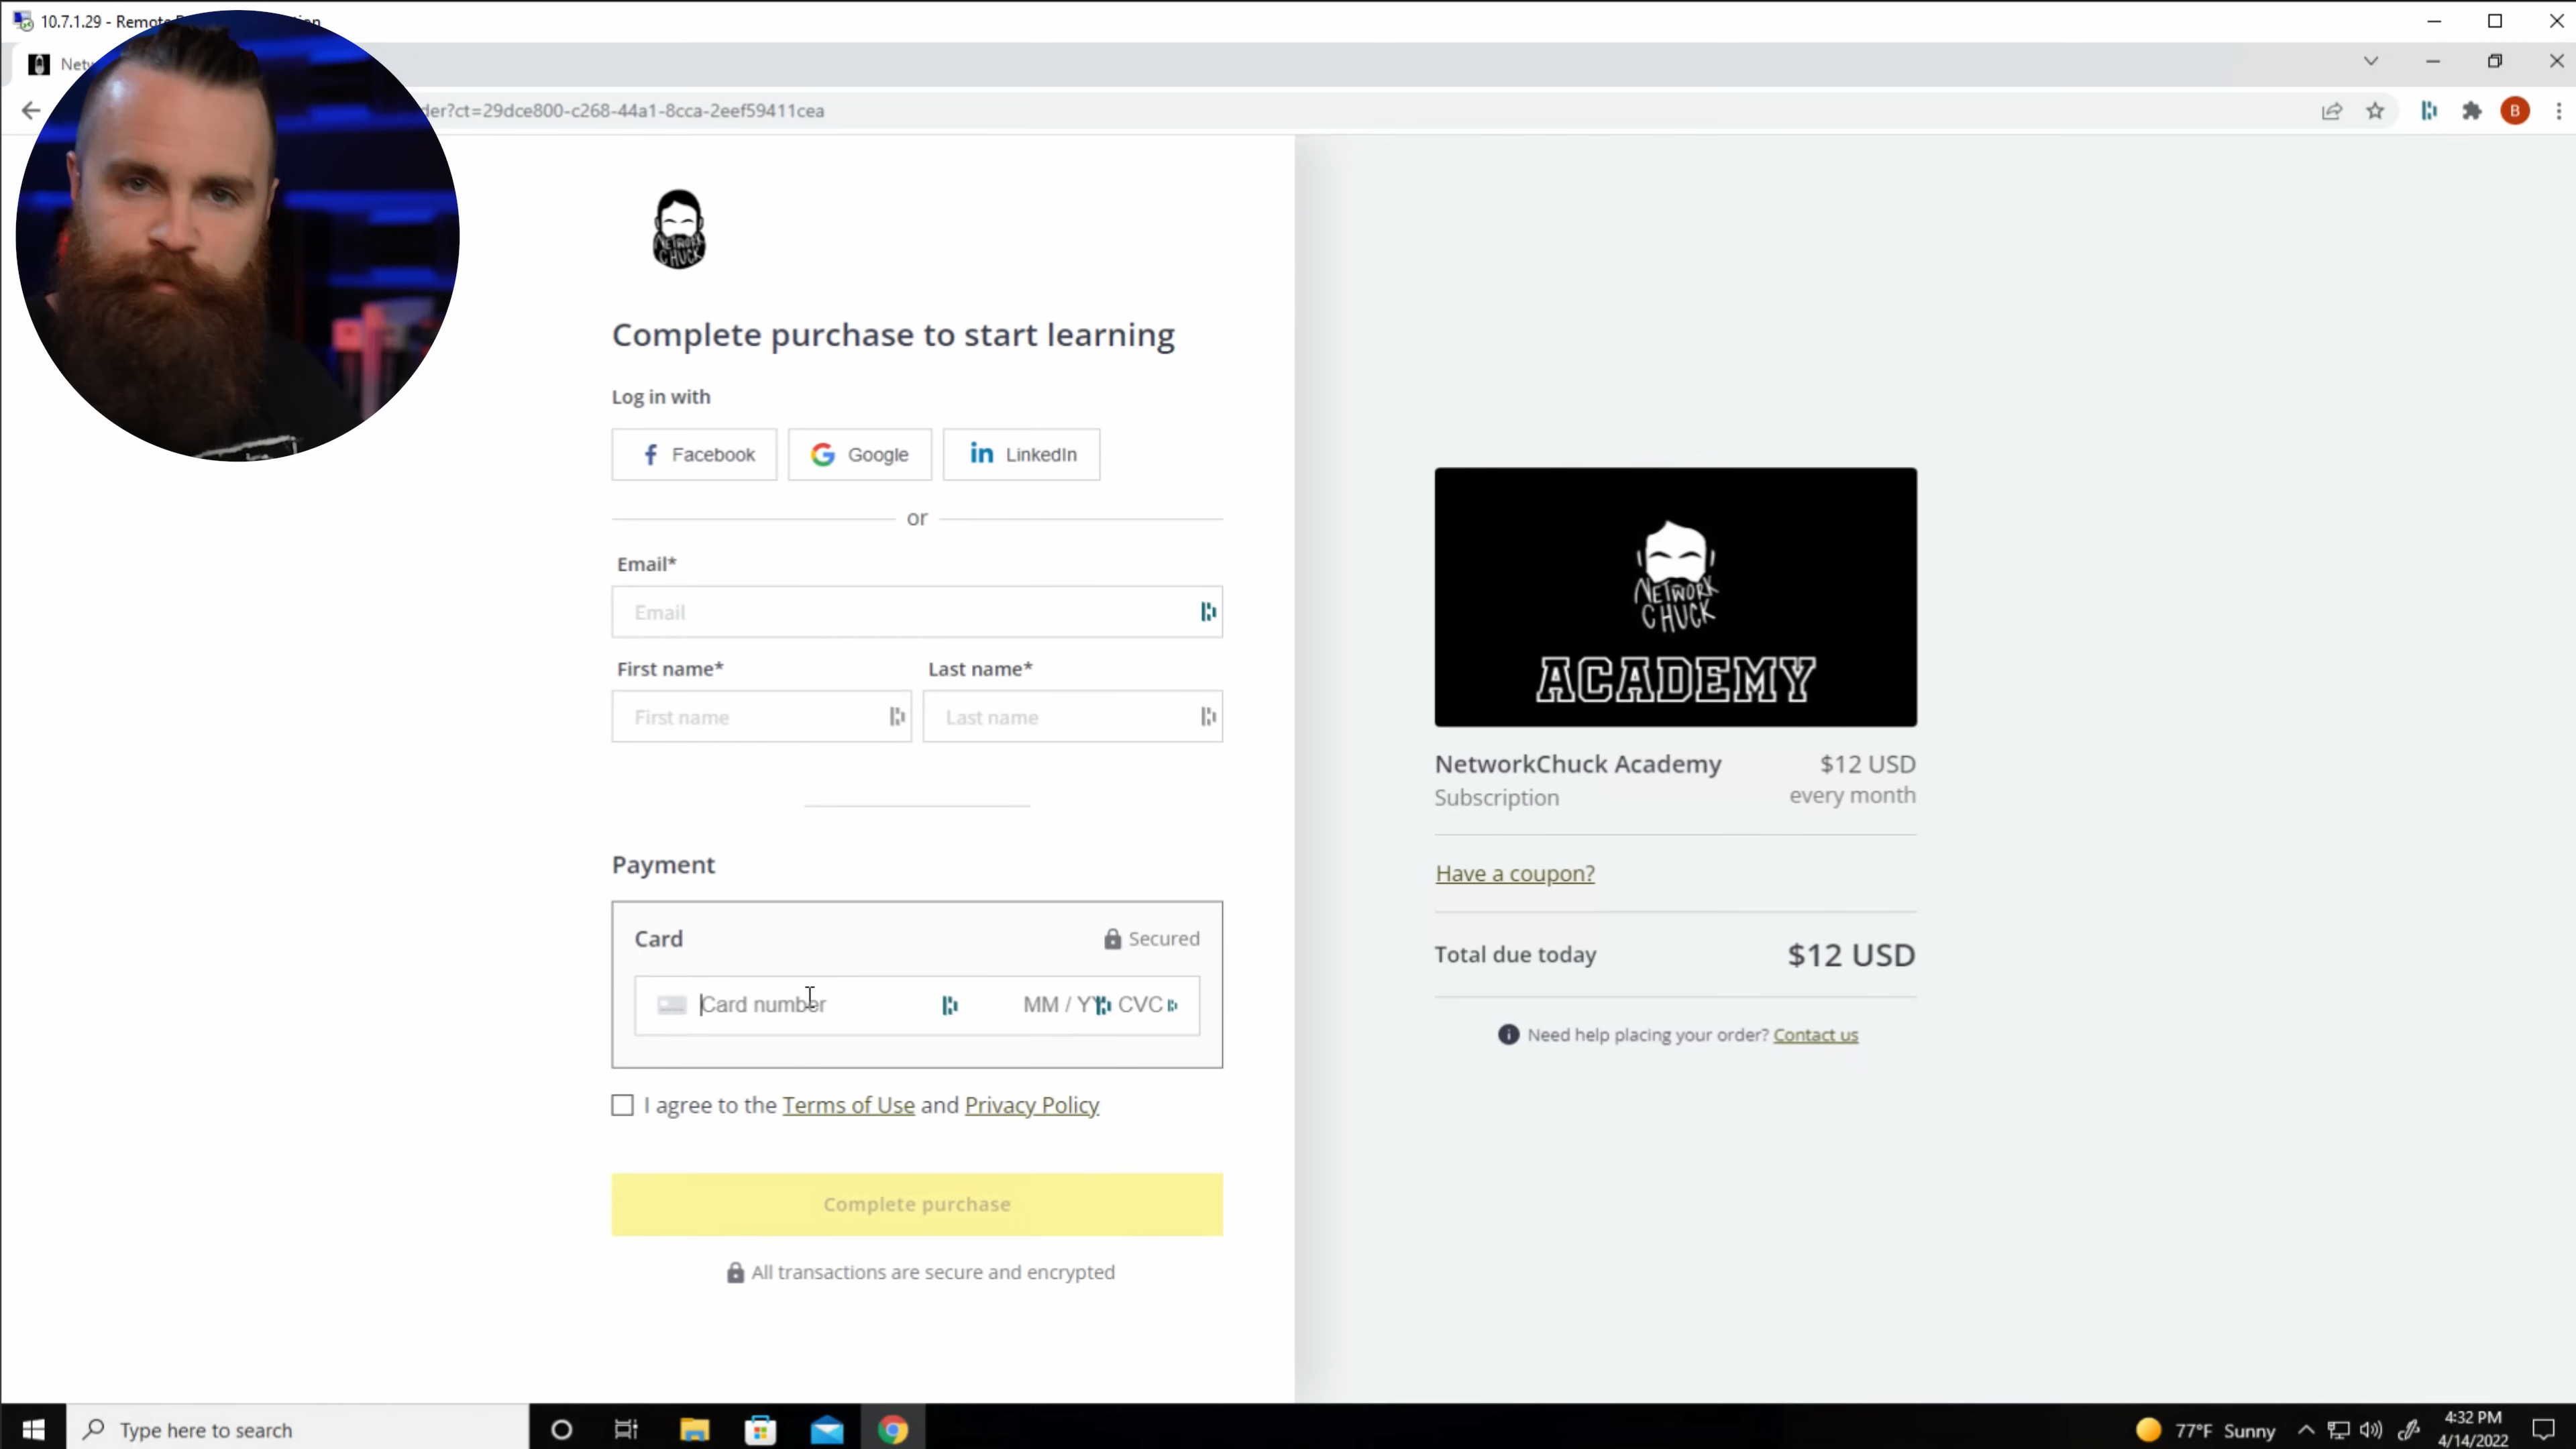 10.7.1.29 - Remote
Netw
der?ct=29dce800-c268-44a1-8cca-2eef59411cea
B
NETWORK
CHUCK
Complete purchase to start learning
Log in with
Facebook
Google
LinkedIn
or
Email*
Email
First name*
Last name*
First name
Last name
Payment
Card
Secured
Card number
MM / YY
CVC
I agree to the Terms of Use and Privacy Policy
Complete purchase
All transactions are secure and encrypted
NETWORK
CHUCK
ACADEMY
NetworkChuck Academy
$12 USD
Subscription
every month
Have a coupon?
Total due today
$12 USD
Need help placing your order? Contact us
Type here to search
77°F Sunny
4:32 PM
4/14/2022